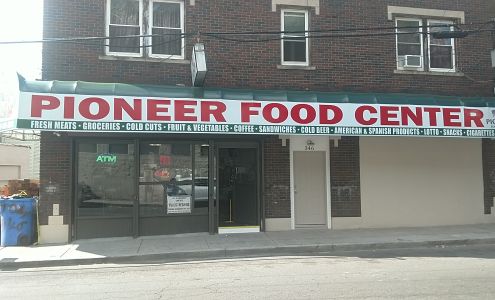 PIONEER FOOD CENTER
FRESH MEATS • GROCERIES • COLD CUTS • FRUIT & VEGETABLES • COFFEE • SANDWICHES • COLD BEER • AMERICAN & SPANISH PRODUCTS • LOTTO • SNACKS • CIGARETTES
ATM
346